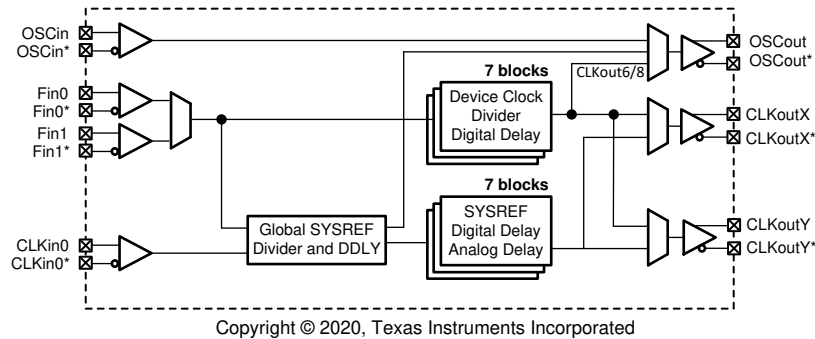 OSCin
OSCin*
OSCout
OSCout*
CLKout6/8
7 blocks
Fin0
Fin0*
Fin1
Fin1*
Device Clock
Divider
Digital Delay
CLKoutX
CLKoutX*
7 blocks
SYSREF
Digital Delay
Analog Delay
Global SYSREF
Divider and DDLY
CLKin0
CLKin0*
CLKoutY
CLKoutY*
Copyright © 2020, Texas Instruments Incorporated